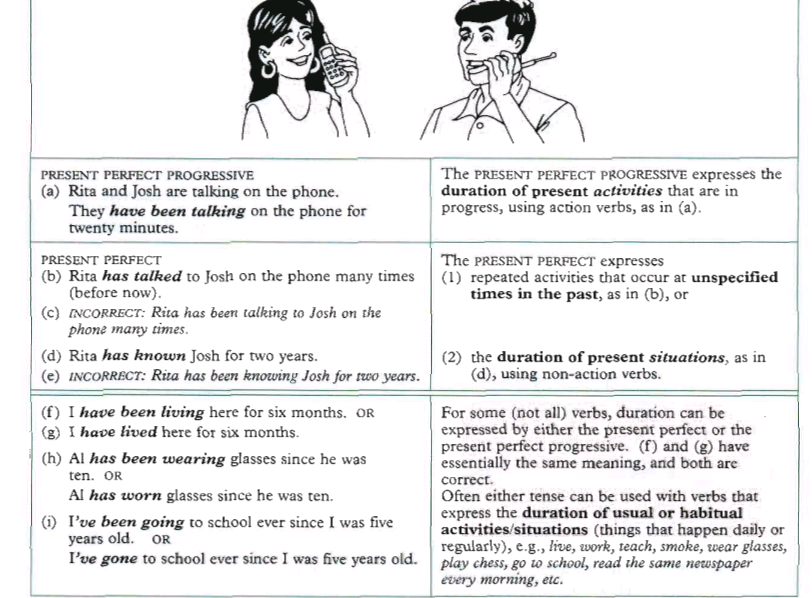 PRESENT PERFECT PROGRESSIVE
(a) Rita and Josh are talking on the phone.
They have been talking on the phone for
twenty minutes.
The PRESENT PERFECT PROGRESSIVE expresses the
duration of present activities that are in
progress, using action verbs, as in (a).
PRESENT PERFECT
(b) Rita has talked to Josh on the phone many times
(before now).
(c) INCORRECT: Rita has been talking to Josh on the
phone many times.
(d) Rita has known Josh for two years.
(e) INCORRECT: Rita has been knowing Josh for two years.
The PRESENT PERFECT expresses
(1) repeated activities that occur at unspecified
times in the past, as in (b), or
(2) the duration of present situations, as in
(d), using non-action verbs.
(f) I have been living here for six months. OR
(g) I have lived here for six months.
(h) Al has been wearing glasses since he was
ten. OR
Al has worn glasses since he was ten.
(i) I've been going to school ever since I was five
years old. OR
I've gone to school ever since I was five years old.
For some (not all) verbs, duration can be
expressed by either the present perfect or the
present perfect progressive. (f) and (g) have
essentially the same meaning, and both are
correct.
Often either tense can be used with verbs that
express the duration of usual or habitual
activities/situations (things that happen daily or
regularly), e.g., live, work, teach, smoke, wear glasses,
play chess, go to school, read the same newspaper
every morning, etc.